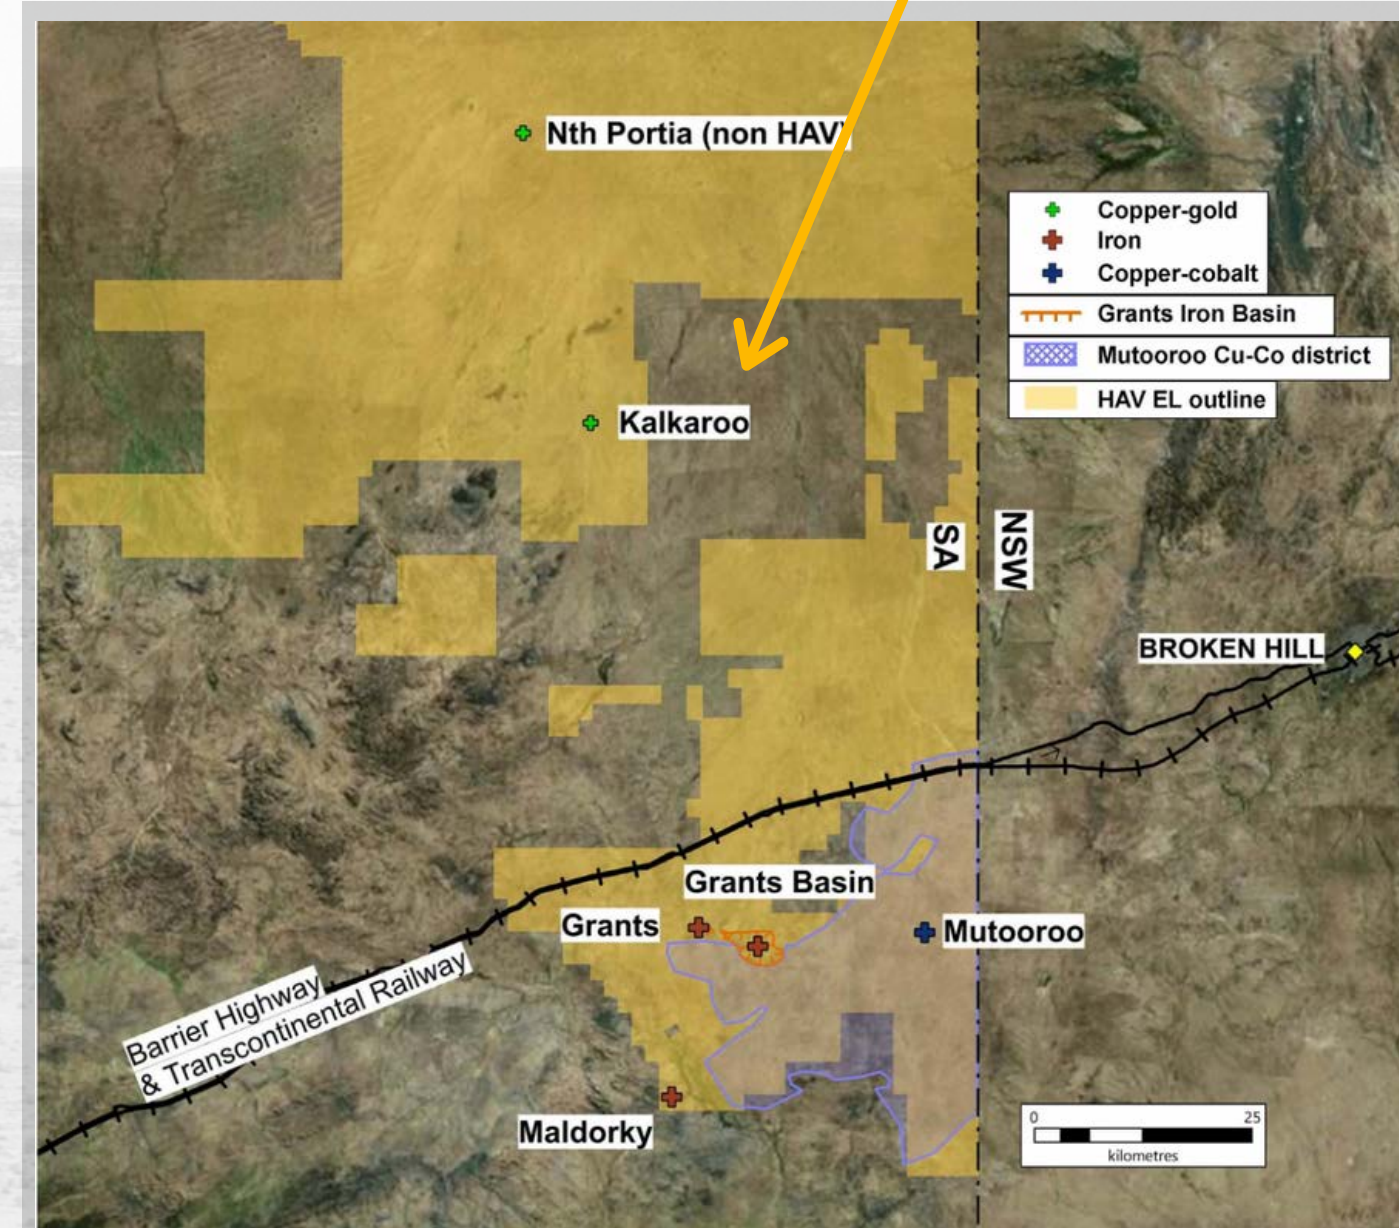 Nth Portia (non HAV)
Copper-gold
Iron
Copper-cobalt
Grants Iron Basin
Mutooroo Cu-Co district
HAV EL outline
Kalkaroo
SA
NSW
BROKEN HILL
Grants Basin
Grants
Mutooroo
Barrier Highway
& Transcontinental Railway
Maldorky
0 25
kilometres